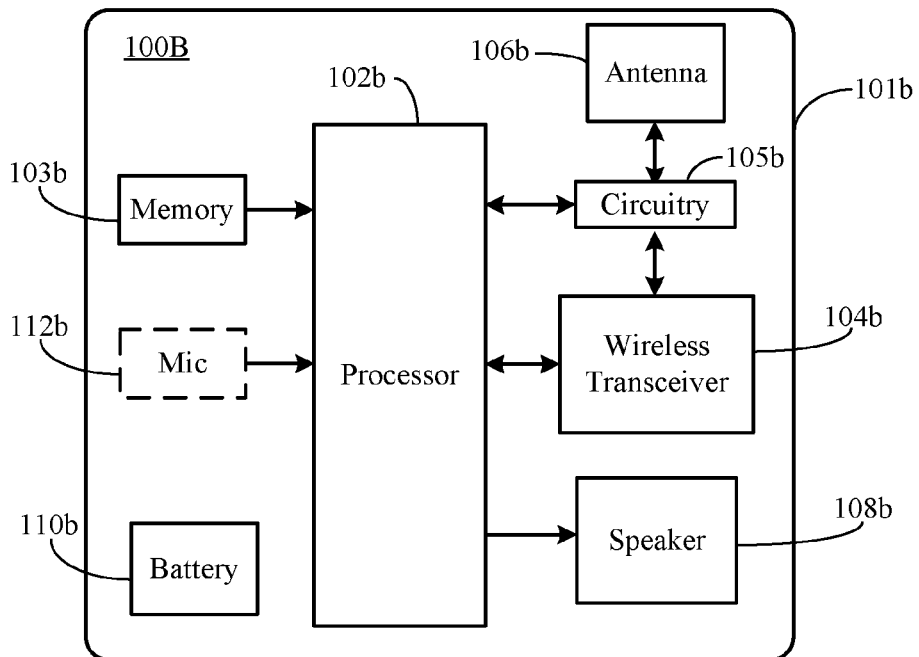 100B
106b
Antenna
102b
101b
105b
103b
Memory
Circuitry
112b
Mic
Processor
Wireless
Transceiver
104b
110b
Battery
Speaker
108b